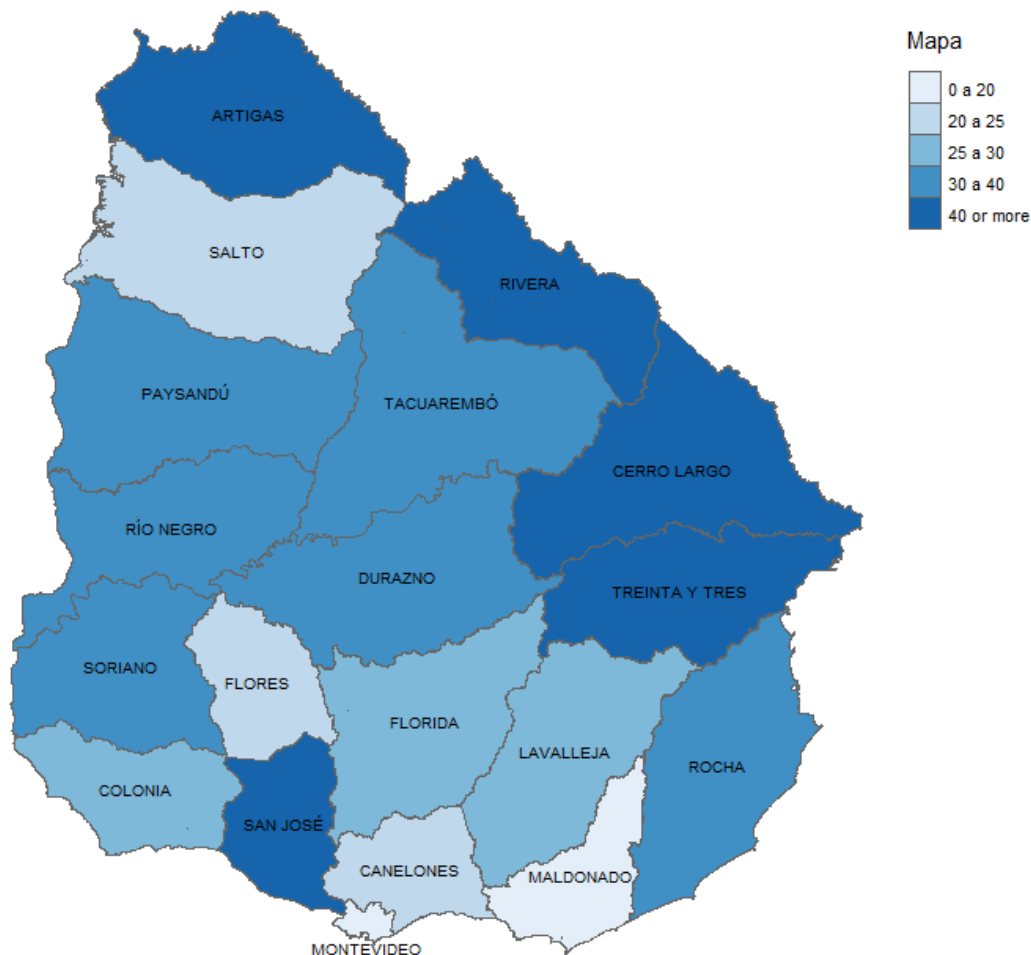 Mapa
0 a 20
20 a 25
25 a 30
30 a 40
40 or more
ARTIGAS
SALTO
RIVERA
PAYSANDÚ
TACUAREMBÓ
CERRO LARGO
RÍO NEGRO
DURAZNO
TREINTA Y TRES
SORIANO
FLORES
FLORIDA
LAVALLEJA
ROCHA
COLONIA
SAN JOSÉ
CANELONES
MALDONADO
MONTEVIDEO